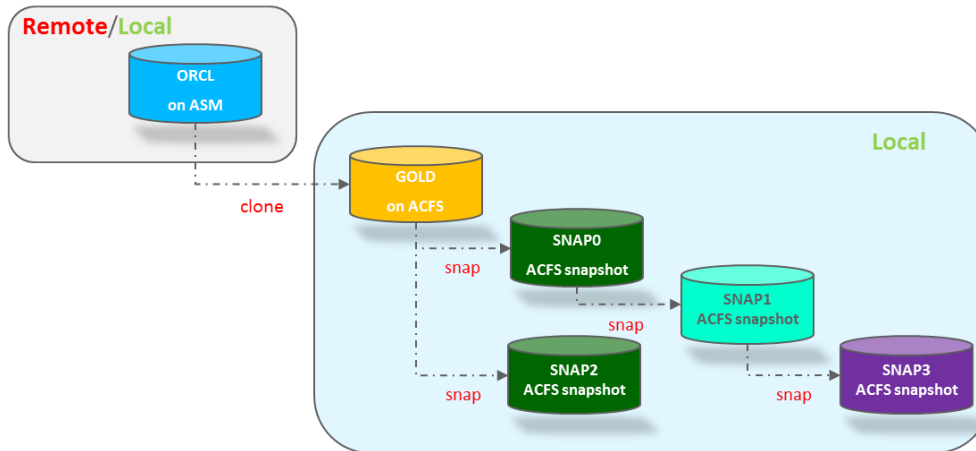 Remote/Local
ORCL
on ASM
Local
GOLD
on ACFS
clone
SNAP0
ACFS snapshot
snap
SNAP1
ACFS snapshot
snap
SNAP2
ACFS snapshot
snap
SNAP3
ACFS snapshot
snap